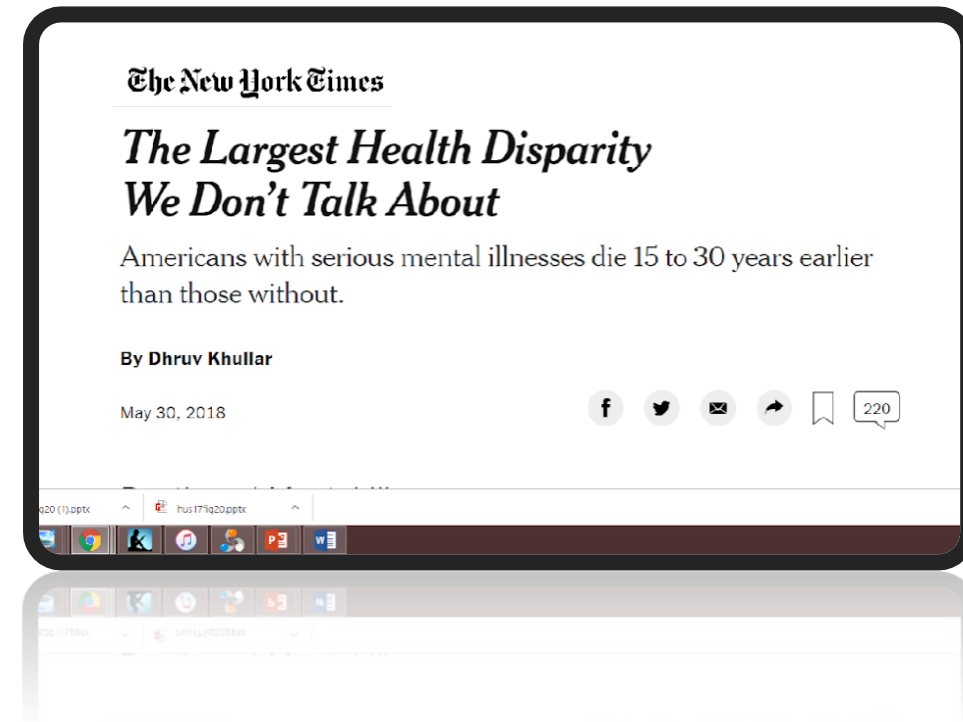 The New York Times
The Largest Health Disparity
We Don't Talk About
Americans with serious mental illnesses die 15 to 30 years earlier
than those without.
By Dhruv Khullar
May 30, 2018
220
q20 (1).pptx hus17fig20.pptx